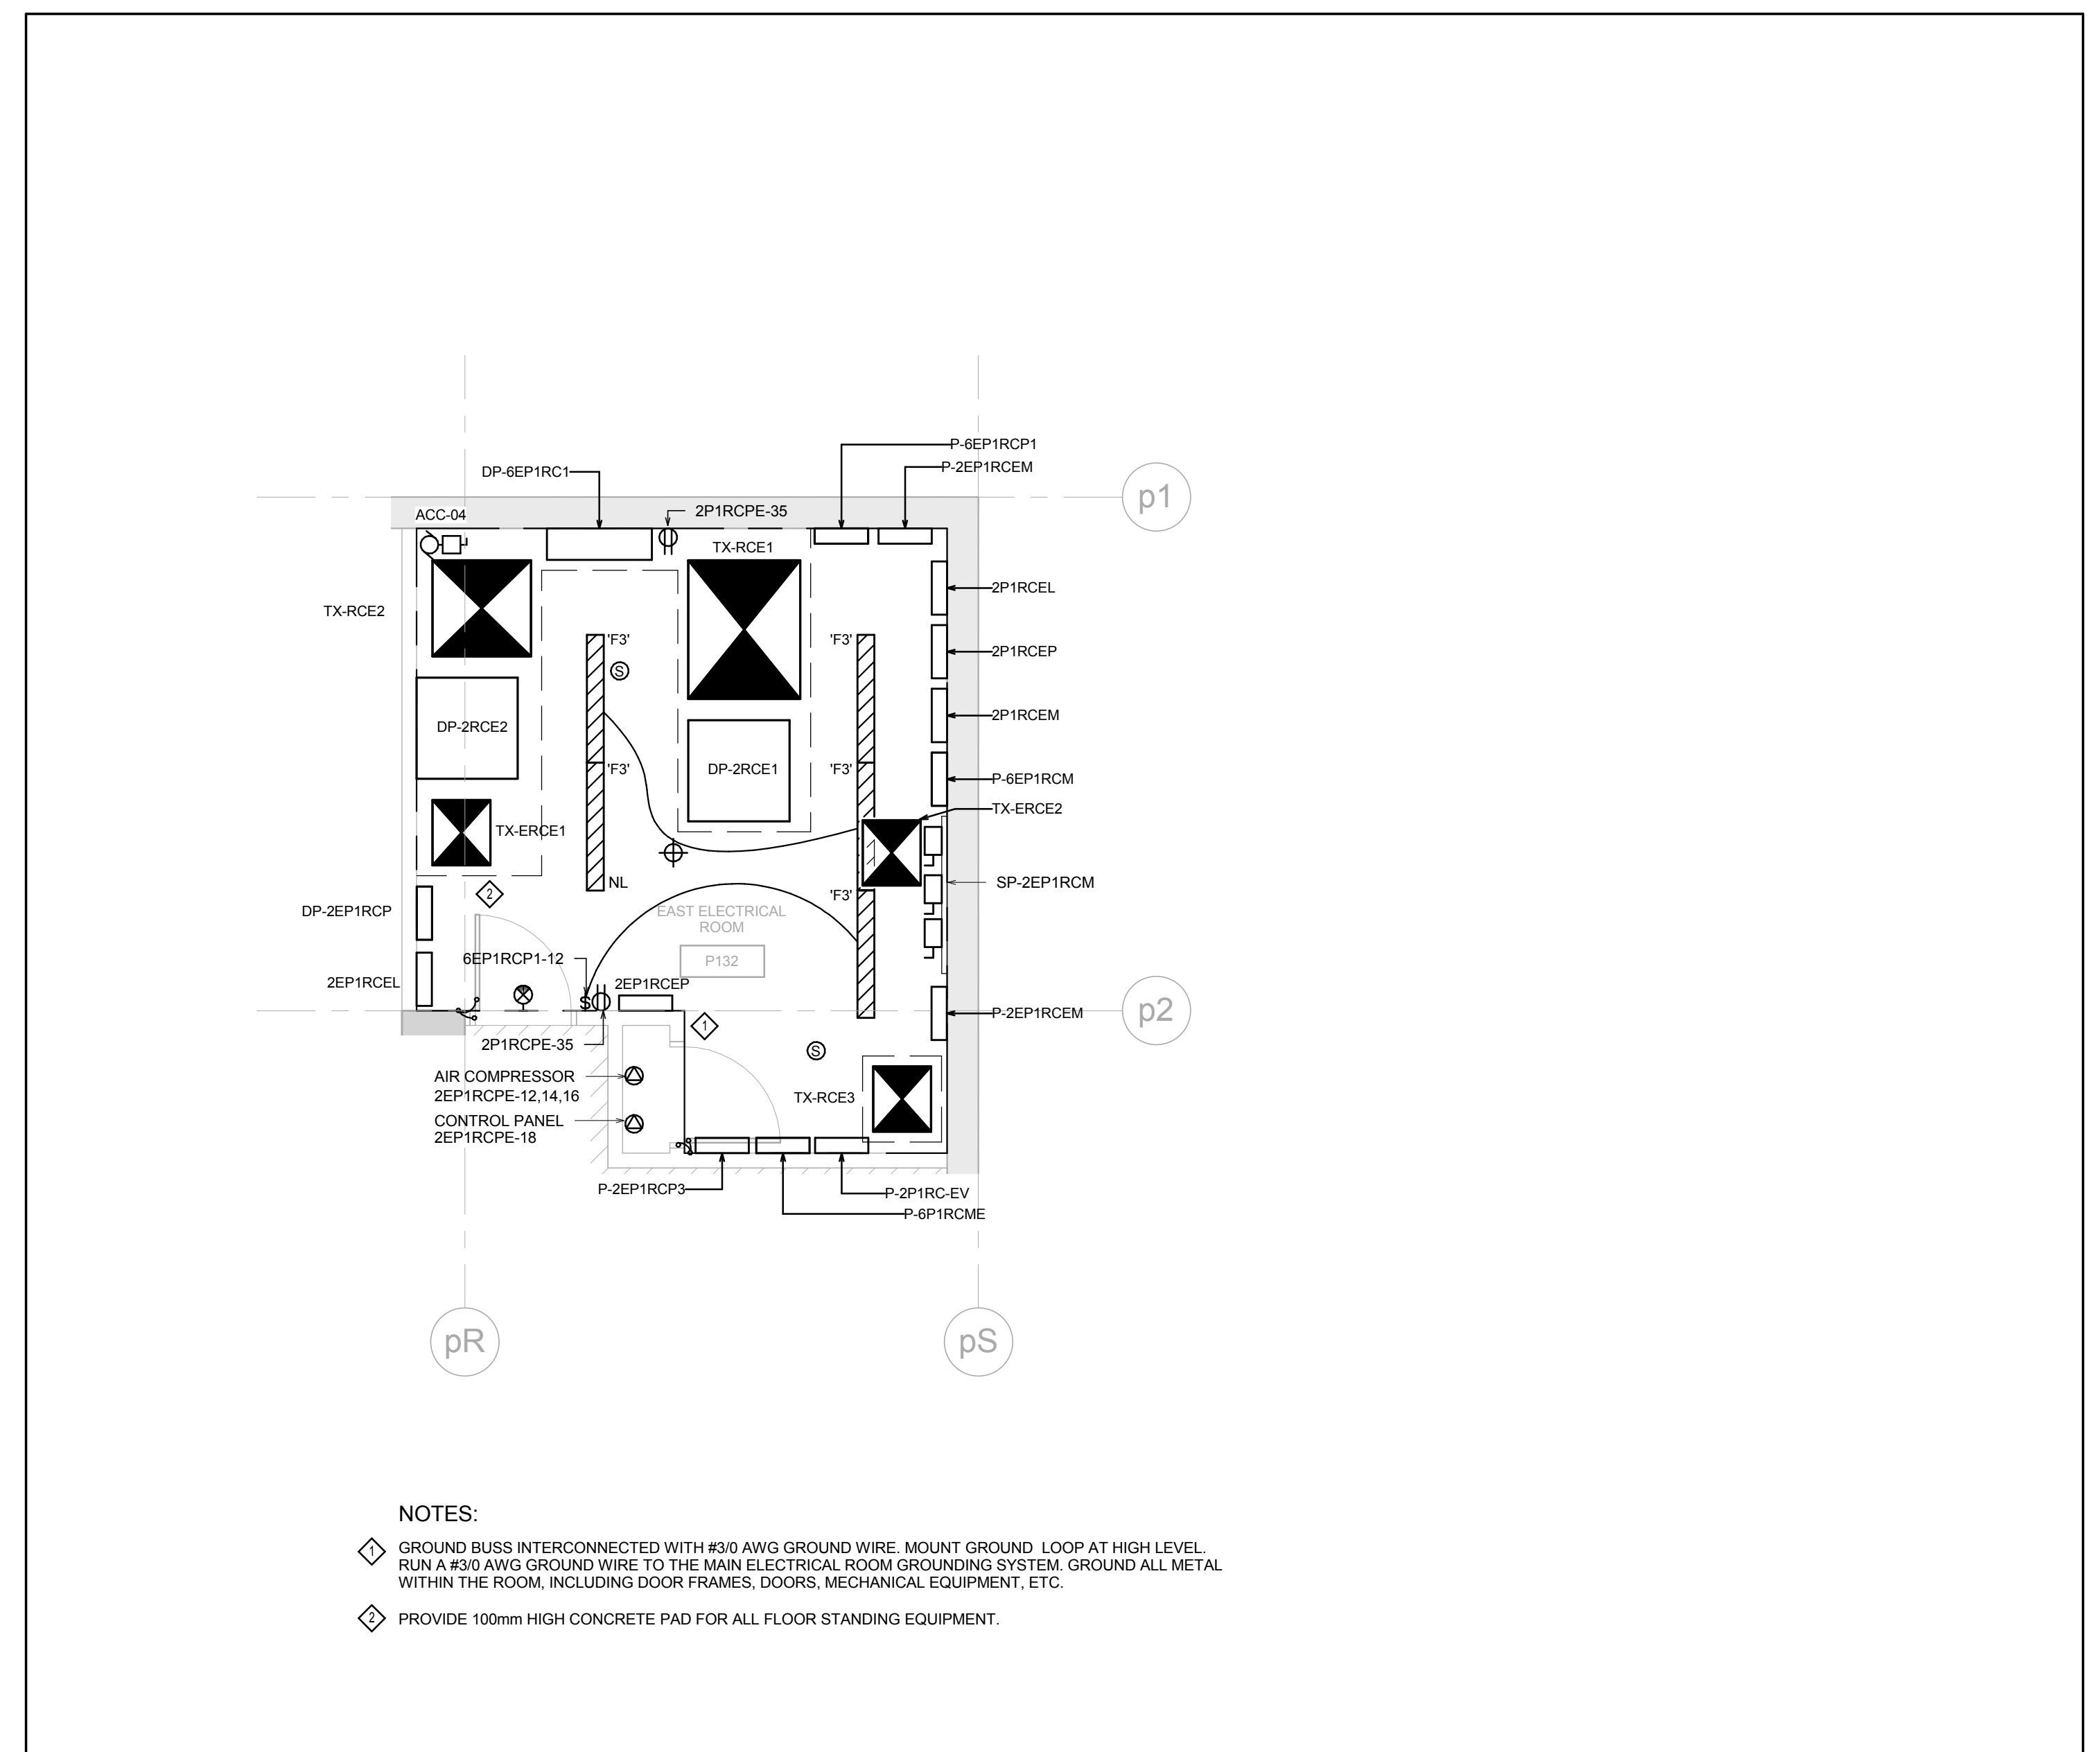 P-6EP1RCP1
P-2EP1RCEM
DP-6EP1RC1
p1
ACC-04
2P1RCPE-35
TX-RCE1
2P1RCEL
TX-RCE2
'F3'
'F3'
2P1RCEP
S
2P1RCEM
DP-2RCE2
'F3'
DP-2RCE1
'F3'
P-6EP1RCM
TX-ERCE2
TX-ERCE1
NL
SP-2EP1RCM
2
'F3'
DP-2EP1RCP
EAST ELECTRICAL
ROOM
P132
6EP1RCP1-12
2EP1RCEL
2EP1RCEP
S
p2
P-2EP1RCEM
1
2P1RCPE-35
S
AIR COMPRESSOR
2EP1RCPE-12,14,16
TX-RCE3
CONTROL PANEL
2EP1RCPE-18
P-2EP1RCP3
P-2P1RC-EV
P-6P1RCME
pR
pS
NOTES:
1 GROUND BUSS INTERCONNECTED WITH #3/0 AWG GROUND WIRE. MOUNT GROUND LOOP AT HIGH LEVEL.
RUN A #3/0 AWG GROUND WIRE TO THE MAIN ELECTRICAL ROOM GROUNDING SYSTEM. GROUND ALL METAL
WITHIN THE ROOM, INCLUDING DOOR FRAMES, DOORS, MECHANICAL EQUIPMENT, ETC.
2 PROVIDE 100mm HIGH CONCRETE PAD FOR ALL FLOOR STANDING EQUIPMENT.